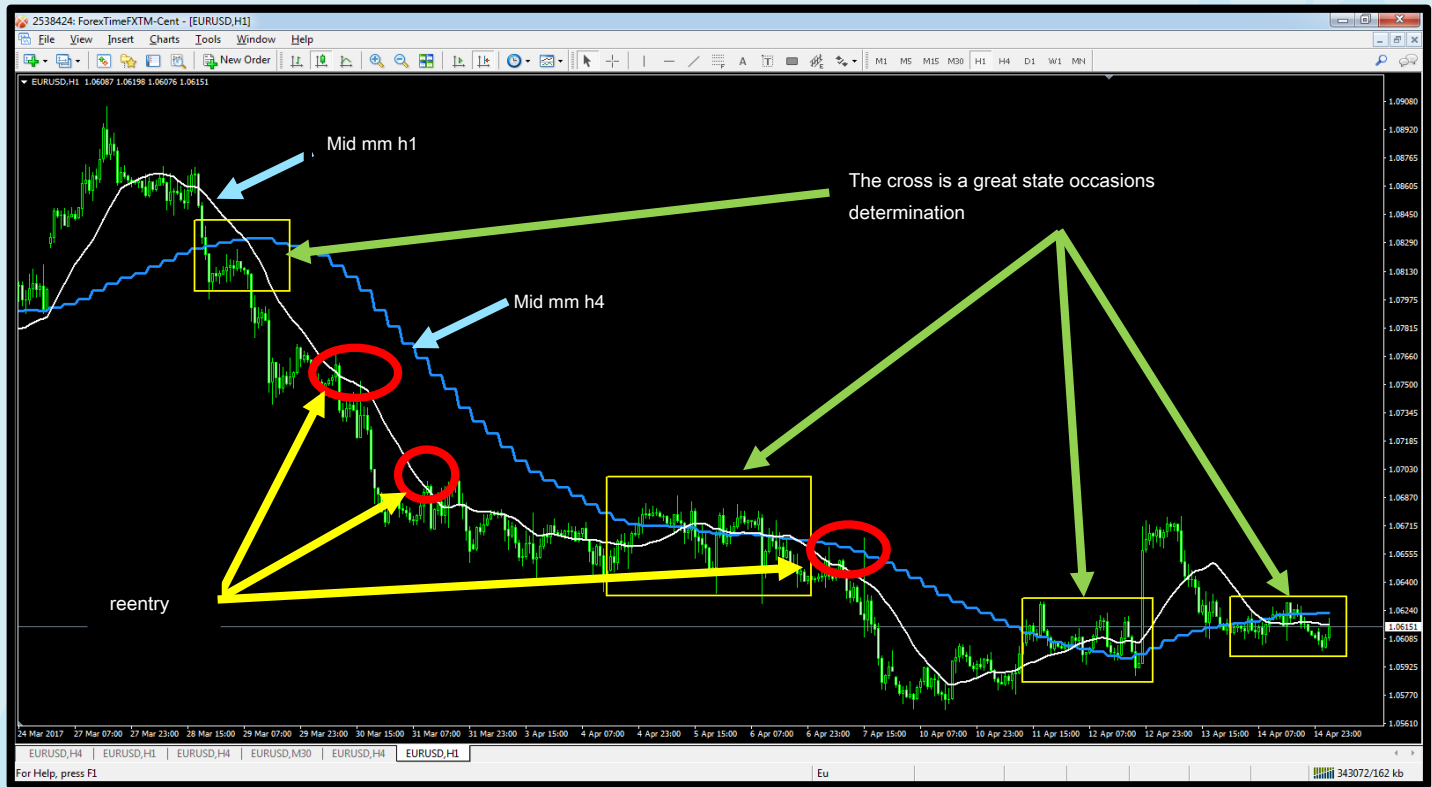 2538424: ForexTimeFXTM-Cent - [EURUSD,H1]
File View Insert Charts Tools Window Help
New Order A T M1 M5 M15 M30 H1 H4 D1 W1 MN
EURUSD,H1 1.06087 1.06198 1.06076 1.06151
Mid mm h1
The cross is a great state occasions
determination
Mid mm h4
reentry
1.09080
1.08920
1.08765
1.08605
1.08450
1.08290
1.08130
1.07975
1.07815
1.07660
1.07500
1.07345
1.07185
1.07030
1.06870
1.06715
1.06555
1.06400
1.06240
1.06151
1.06085
1.05925
1.05770
1.05610
24 Mar 2017 27 Mar 07:00 27 Mar 23:00 28 Mar 15:00 29 Mar 07:00 29 Mar 23:00 30 Mar 15:00 31 Mar 07:00 31 Mar 23:00 3 Apr 15:00 4 Apr 07:00 4 Apr 23:00 5 Apr 15:00 6 Apr 07:00 6 Apr 23:00 7 Apr 15:00 10 Apr 07:00 10 Apr 23:00 11 Apr 15:00 12 Apr 07:00 12 Apr 23:00 13 Apr 15:00 14 Apr 07:00 14 Apr 23:00
EURUSD,H4 EURUSD,H1 EURUSD,H4 EURUSD,M30 EURUSD,H4 EURUSD,H1
For Help, press F1 Eu 343072/162 kb